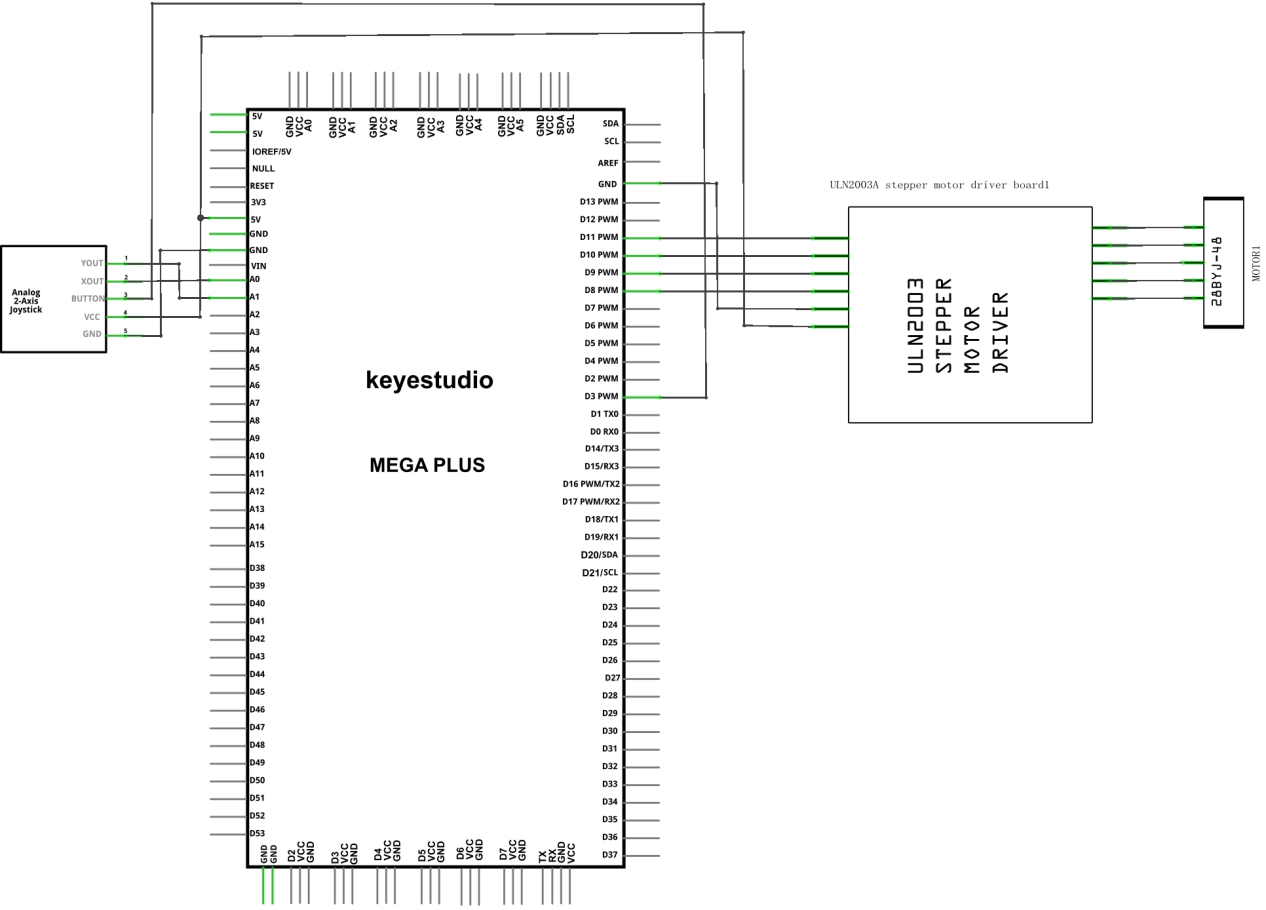 GND
VCC
A0
GND
VCC
A1
GND
VCC
A2
GND
VCC
A3
GND
VCC
A4
GND
VCC
A5
GND
VCC
SDA
SCL
5V
5V
IOREF/5V
NULL
RESET
3V3
5V
GND
GND
VIN
A0
A1
A2
A3
A4
A5
A6
A7
A8
A9
A10
A11
A12
A13
A14
A15
D38
D39
D40
D41
D42
D43
D44
D45
D46
D47
D48
D49
D50
D51
D52
D53
Analog
2-Axis
Joystick
YOUT 1
XOUT 2
BUTTON 3
VCC 4
GND 5
keyestudio
MEGA PLUS
SDA
SCL
AREF
GND
D13 PWM
D12 PWM
D11 PWM
D10 PWM
D9 PWM
D8 PWM
D7 PWM
D6 PWM
D5 PWM
D4 PWM
D2 PWM
D3 PWM
D1 TX0
D0 RX0
D14/TX3
D15/RX3
D16 PWM/TX2
D17 PWM/RX2
D18/TX1
D19/RX1
D20/SDA
D21/SCL
D22
D23
D24
D25
D26
D27
D28
D29
D30
D31
D32
D33
D34
D35
D36
D37
GND
GND
D2
VCC
GND
D3
VCC
GND
D4
VCC
GND
D5
VCC
GND
D6
VCC
GND
D7
VCC
GND
TX
RX
GND
VCC
ULN2003A stepper motor driver board1
ULN2003
STEPPER
MOTOR
DRIVER
28BYJ-48
MOTOR1